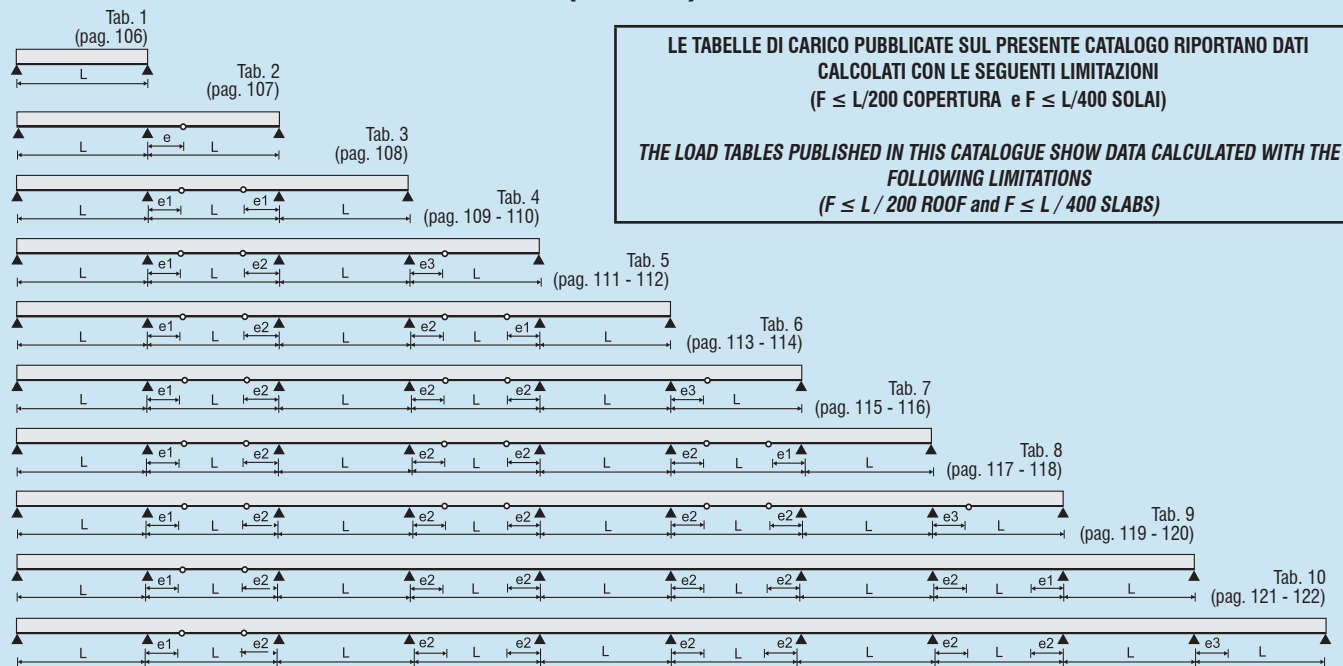 Tab. 1
(pag. 106)
L
Tab. 2
(pag. 107)
e
L L
Tab. 3
(pag. 108)
e1 e1
L L L
Tab. 4
(pag. 109 - 110)
e1 e2 e3
L L L L
Tab. 5
(pag. 111 - 112)
e1 e2 e2 e1
L L L L L
Tab. 6
(pag. 113 - 114)
e1 e2 e2 e2 e3
L L L L L L
Tab. 7
(pag. 115 - 116)
e1 e2 e2 e2 e2 e1
L L L L L L L
Tab. 8
(pag. 117 - 118)
e1 e2 e2 e2 e2 e2 e3
L L L L L L L L
Tab. 9
(pag. 119 - 120)
e1 e2 e2 e2 e2 e2 e2 e1
L L L L L L L L L
Tab. 10
(pag. 121 - 122)
e1 e2 e2 e2 e2 e2 e2 e2 e3
L L L L L L L L L L
LE TABELLE DI CARICO PUBBLICATE SUL PRESENTE CATALOGO RIPORTANO DATI
CALCOLATI CON LE SEGUENTI LIMITAZIONI
(F ≤ L/200 COPERTURA e F ≤ L/400 SOLAI)
THE LOAD TABLES PUBLISHED IN THIS CATALOGUE SHOW DATA CALCULATED WITH THE
FOLLOWING LIMITATIONS
(F ≤ L / 200 ROOF and F ≤ L / 400 SLABS)